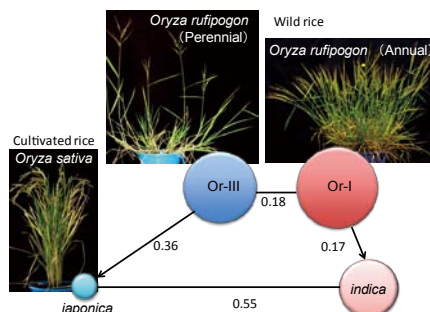 Oryza rufipogon
(Perennial)
Wild rice
Oryza rufipogon (Annual)
Cultivated rice
Oryza sativa
Or-III
Or-I
0.18
0.36
0.17
indica
japonica
0.55